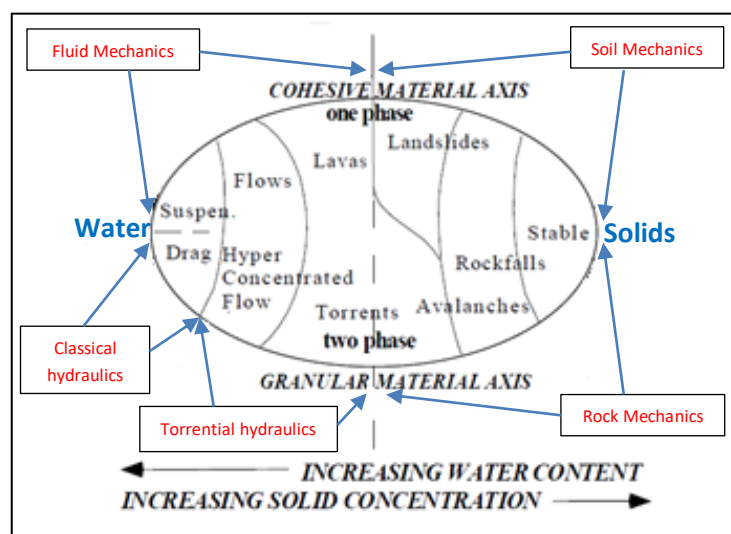 Fluid Mechanics
Soil Mechanics
COHESIVE MATERIAL AXIS
one phase
Landslides
Lavas
Flows
Suspen.
Water
Stable
Solids
Drag
Hyper
Concentrated
Flow
Rockfalls
Torrents
Avalanches
two phase
Classical
hydraulics
GRANULAR MATERIAL AXIS
Torrential hydraulics
Rock Mechanics
INCREASING WATER CONTENT
INCREASING SOLID CONCENTRATION